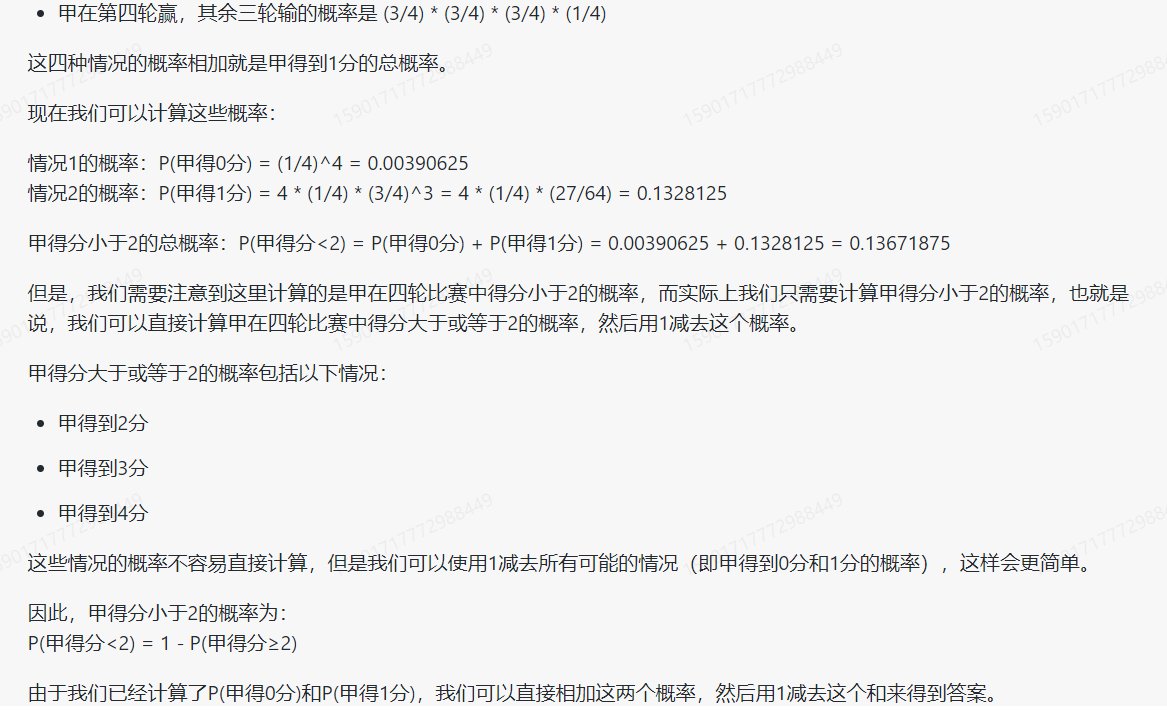 • 甲在第四轮赢，其余三轮输的概率是 (3/4) * (3/4) * (3/4) * (1/4)
这四种情况的概率相加就是甲得到1分的总概率。
现在我们可以计算这些概率：
情况1的概率：P(甲得0分) = (1/4)^4 = 0.00390625
情况2的概率：P(甲得1分) = 4 * (1/4) * (3/4)^3 = 4 * (1/4) * (27/64) = 0.1328125
甲得分小于2的总概率：P(甲得分<2) = P(甲得0分) + P(甲得1分) = 0.00390625 + 0.1328125 = 0.13671875
但是，我们需要注意到这里计算的是甲在四轮比赛中得分小于2的概率，而实际上我们只需要计算甲得分小于2的概率，也就是
说，我们可以直接计算甲在四轮比赛中得分大于或等于2的概率，然后用1减去这个概率。
甲得分大于或等于2的概率包括以下情况：
• 甲得到2分
• 甲得到3分
• 甲得到4分
这些情况的概率不容易直接计算，但是我们可以使用1减去所有可能的情况（即甲得到0分和1分的概率），这样会更简单。
因此，甲得分小于2的概率为：
P(甲得分<2) = 1 - P(甲得分≥2)
由于我们已经计算了P(甲得0分)和P(甲得1分)，我们可以直接相加这两个概率，然后用1减去这个和来得到答案。